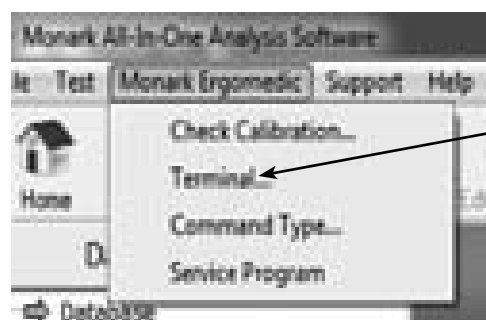 Monark All-In-One Analysis Software
Test Monark Ergomedic Support Help
Check Calibration...
Terminal...
Home
Command Type...
Service Program
Database